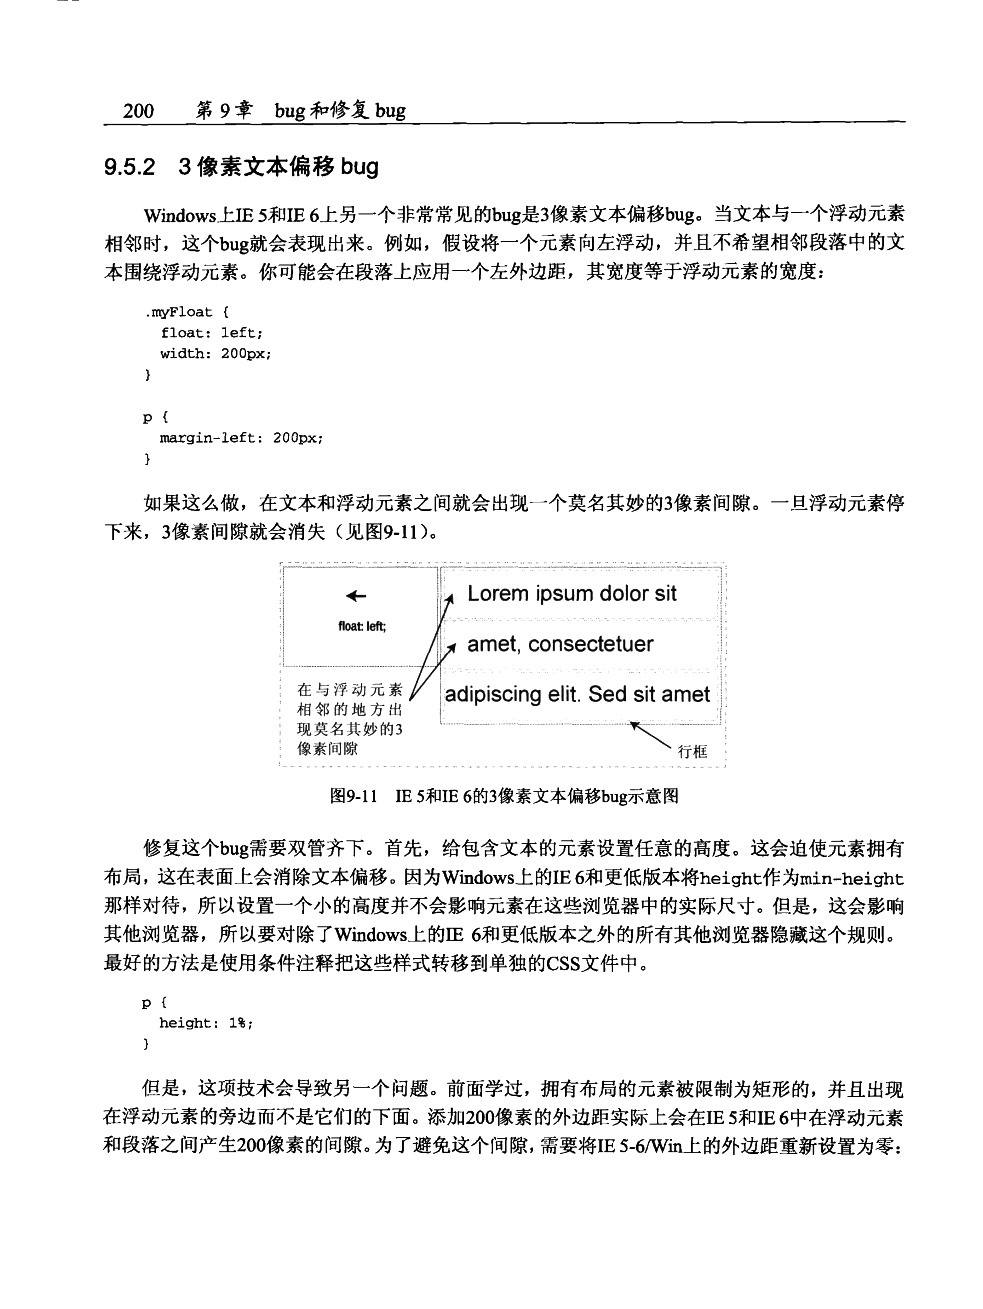 200 第9章 bug和修复bug
9.5.2 3像素文本偏移bug
Windows上IE 5和IE 6上另一个非常常见的bug是3像素文本偏移bug。当文本与一个浮动元素
相邻时，这个bug就会表现出来。例如，假设将一个元素向左浮动，并且不希望相邻段落中的文
本围绕浮动元素。你可能会在段落上应用一个左外边距，其宽度等于浮动元素的宽度：
.myFloat {
float: left;
width: 200px;
}
p {
margin-left: 200px;
}
如果这么做，在文本和浮动元素之间就会出现一个莫名其妙的3像素间隙。一旦浮动元素停
下来，3像素间隙就会消失（见图9-11）。
float: left;
Lorem ipsum dolor sit
amet, consectetuer
adipiscing elit. Sed sit amet
在与浮动元素
相邻的地方出
现莫名其妙的3
像素间隙
行框
图9-11 IE 5和IE 6的3像素文本偏移bug示意图
修复这个bug需要双管齐下。首先，给包含文本的元素设置任意的高度。这会迫使元素拥有
布局，这在表面上会消除文本偏移。因为Windows上的IE 6和更低版本将height作为min-height
那样对待，所以设置一个小的高度并不会影响元素在这些浏览器中的实际尺寸。但是，这会影响
其他浏览器，所以要对除了Windows上的IE 6和更低版本之外的所有其他浏览器隐藏这个规则。
最好的方法是使用条件注释把这些样式转移到单独的CSS文件中。
p {
height: 1%;
}
但是，这项技术会导致另一个问题。前面学过，拥有布局的元素被限制为矩形的，并且出现
在浮动元素的旁边而不是它们的下面。添加200像素的外边距实际上会在IE 5和IE 6中在浮动元素
和段落之间产生200像素的间隙。为了避免这个间隙，需要将IE 5-6/Win上的外边距重新设置为零：